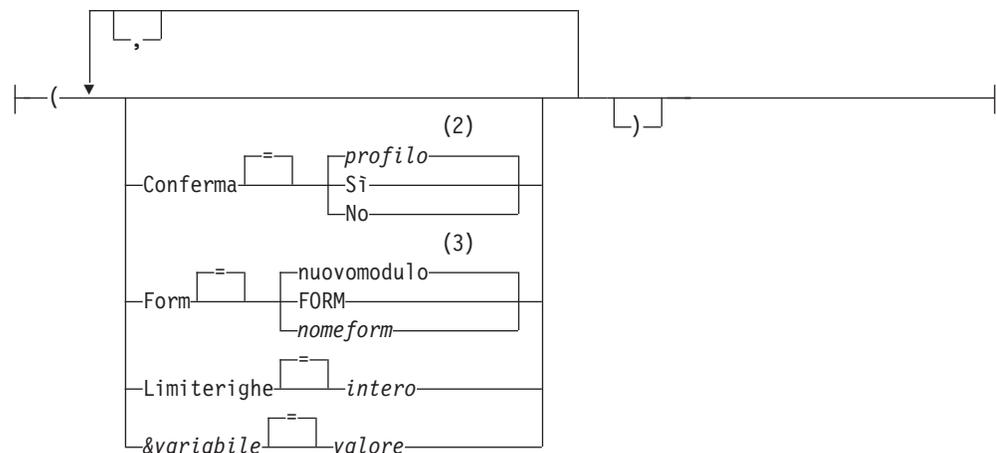 ,
(
)
(2)
=
profilo
Conferma
Sì
No
(3)
=
nuovomodulo
Form
FORM
nomeform
=
Limiterighe
intero
=
&variabile
valore